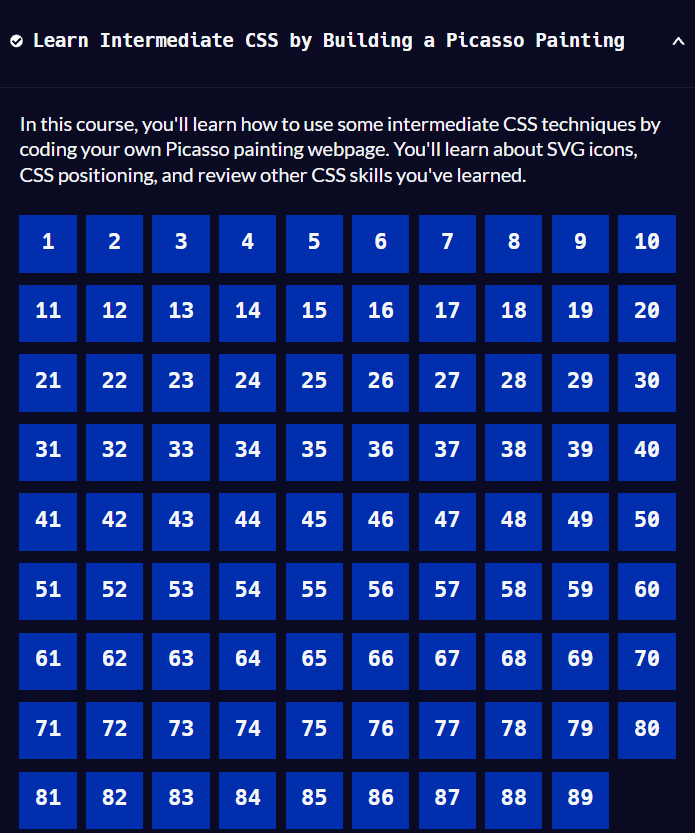 Learn Intermediate CSS by Building a Picasso Painting
In this course, you'll learn how to use some intermediate CSS techniques by
coding your own Picasso painting webpage. You'll learn about SVG icons,
CSS positioning, and review other CSS skills you've learned.
1 2 3 4 5 6 7 8 9 10
11 12 13 14 15 16 17 18 19 20
21 22 23 24 25 26 27 28 29 30
31 32 33 34 35 36 37 38 39 40
41 42 43 44 45 46 47 48 49 50
51 52 53 54 55 56 57 58 59 60
61 62 63 64 65 66 67 68 69 70
71 72 73 74 75 76 77 78 79 80
81 82 83 84 85 86 87 88 89